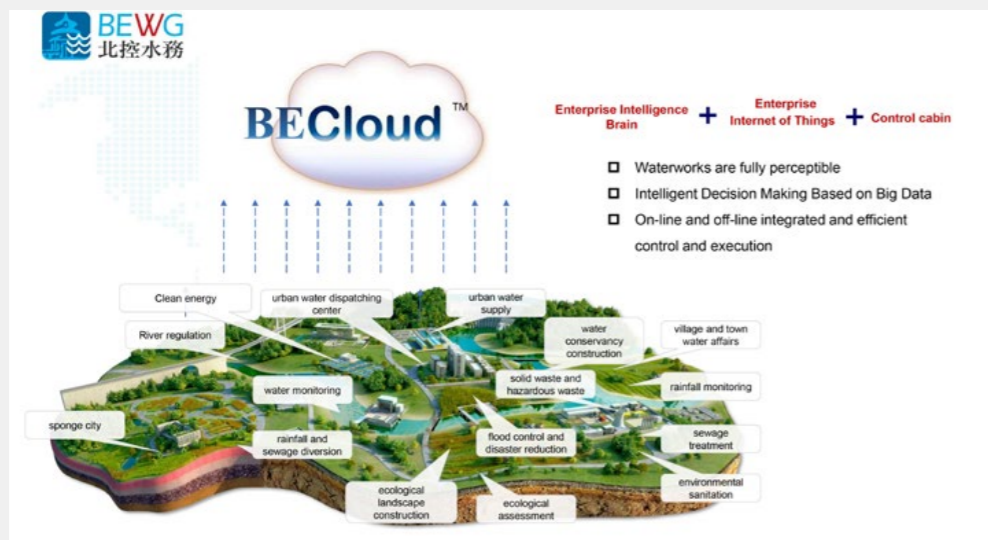 BEWG
北控水務
BECloud™
Enterprise Intelligence
Brain
+
Enterprise
Internet of Things
+
Control cabin
Waterworks are fully perceptible
Intelligent Decision Making Based on Big Data
On-line and off-line integrated and efficient
control and execution
Clean energy
urban water dispatching
center
urban water
supply
River regulation
water
conservancy
construction
village and town
water affairs
water monitoring
solid waste and
hazardous waste
rainfall monitoring
sponge city
rainfall and
sewage diversion
flood control and
disaster reduction
sewage
treatment
ecological
landscape
construction
ecological
assessment
environmental
sanitation